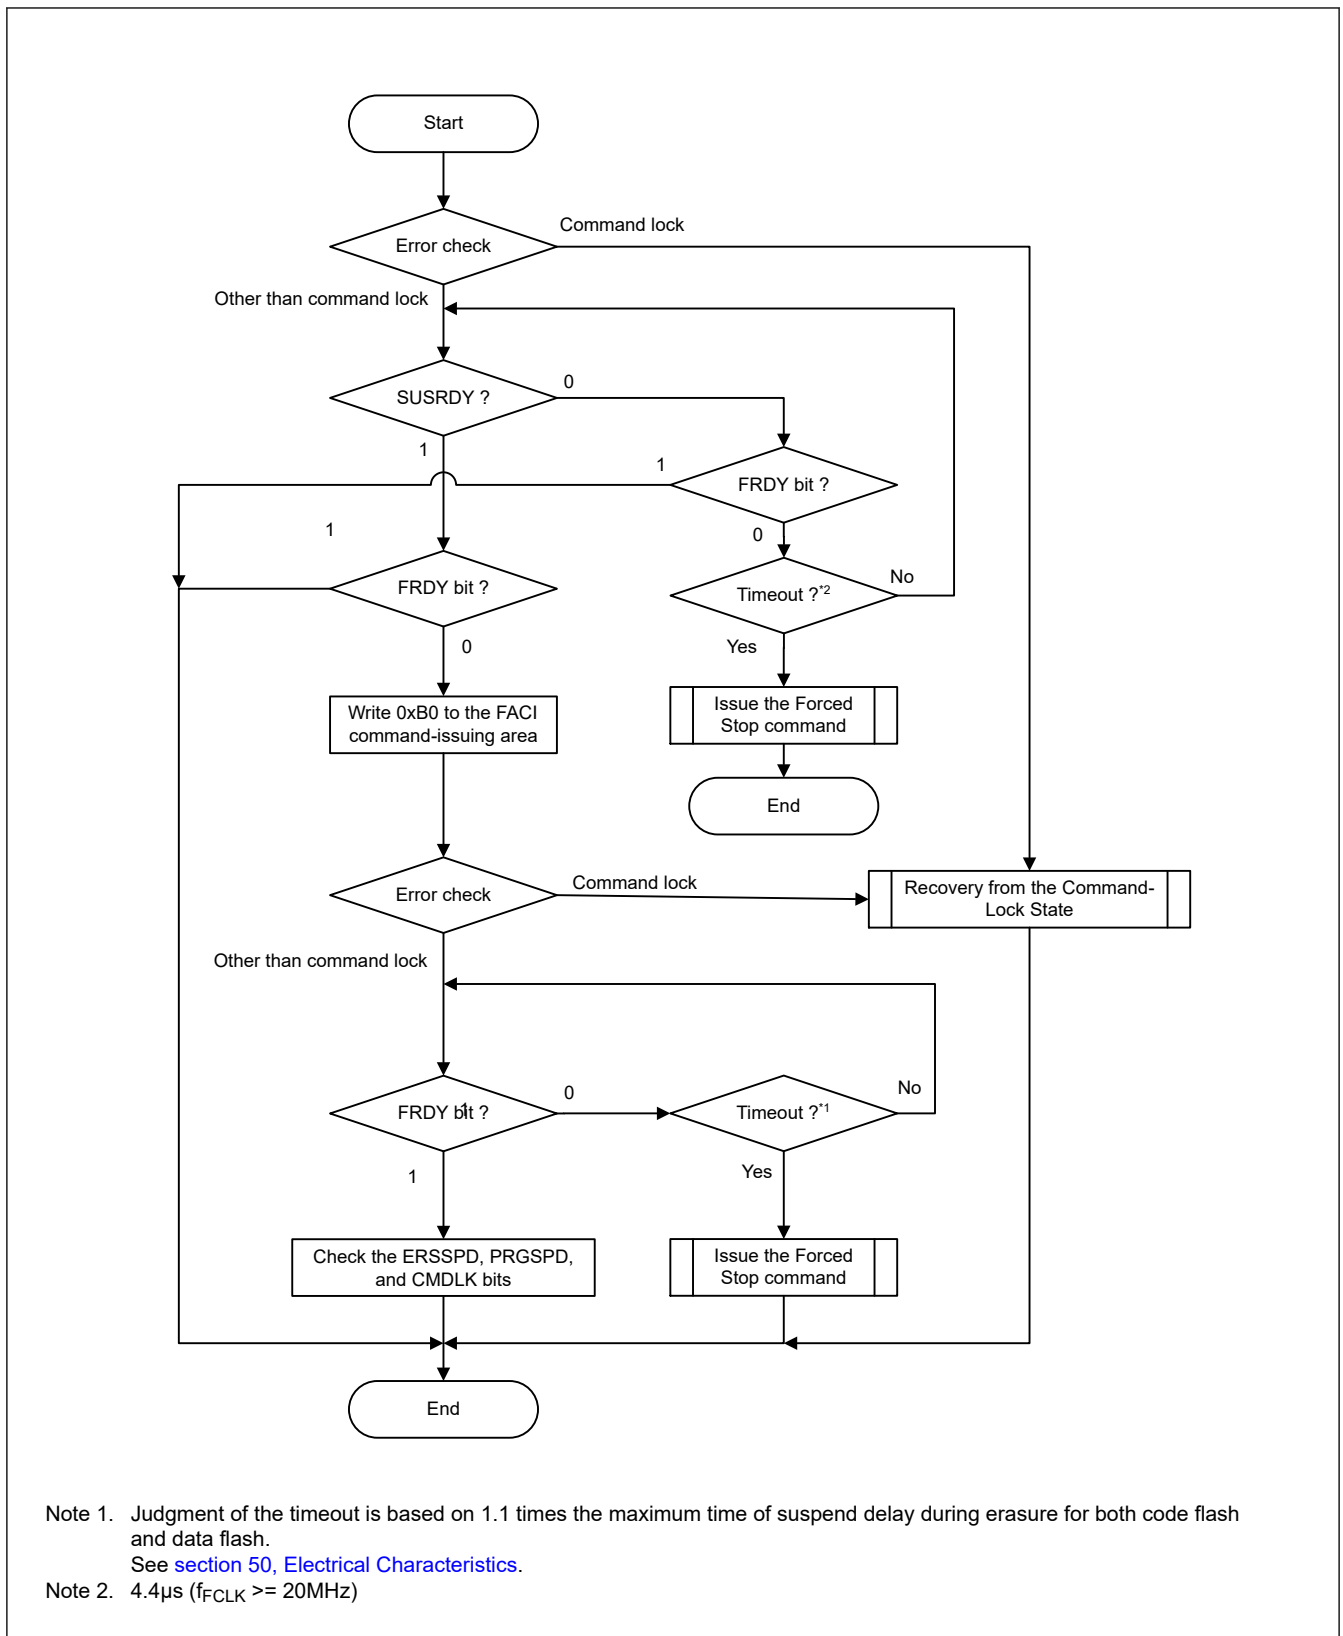 Start
Error check
Command lock
Other than command lock
SUSRDY ?
0
1
1
FRDY bit ?
1
0
FRDY bit ?
Timeout ?*2
No
0
Yes
Write 0xB0 to the FACI
command-issuing area
Issue the Forced
Stop command
End
Error check
Command lock
Recovery from the Command-
Lock State
Other than command lock
FRDY bit ?
1
0
Timeout ?*1
No
1
Yes
Check the ERSSPD, PRGSPD,
and CMDLK bits
Issue the Forced
Stop command
End
Note 1. Judgment of the timeout is based on 1.1 times the maximum time of suspend delay during erasure for both code flash
and data flash.
See section 50, Electrical Characteristics.
Note 2. 4.4µs (fFCLK >= 20MHz)